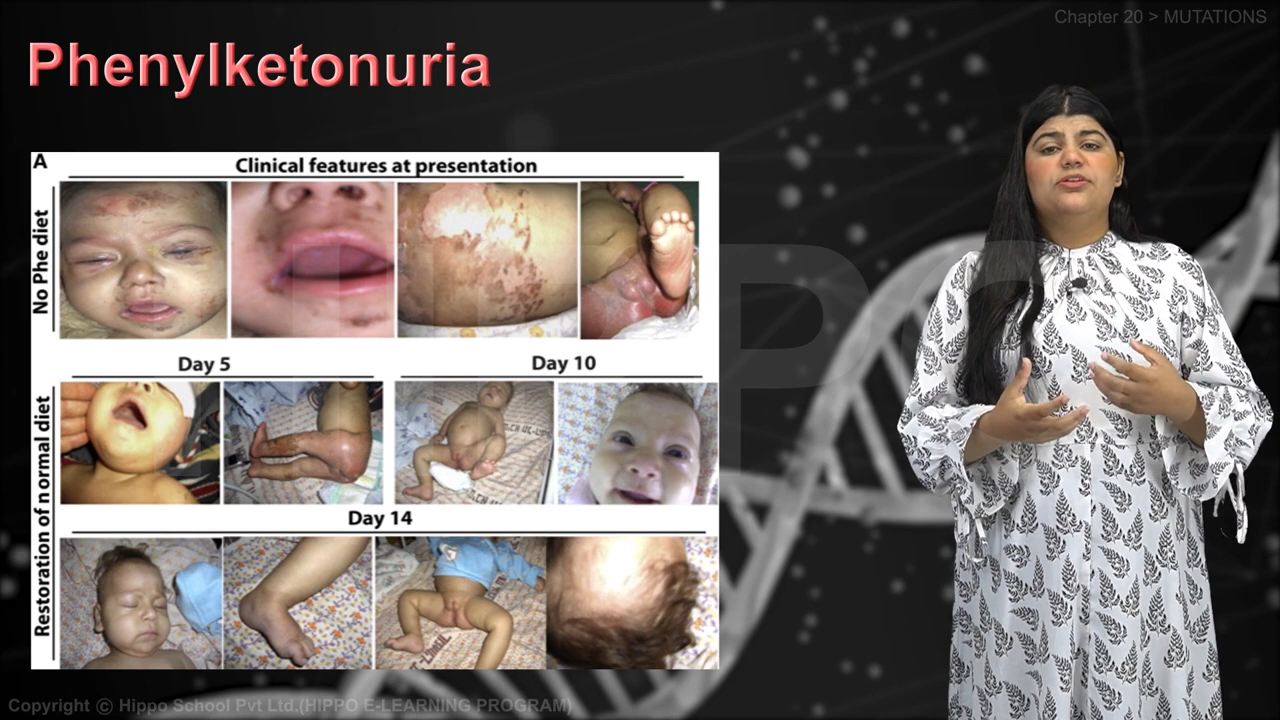 Chapter 20 > MUTATIONS
Phenylketonuria
A
Clinical features at presentation
No Phe diet
Day 5
Day 10
Restoration of normal diet
Day 14
Copyright © Hippo School Pvt Ltd.(HIPPO E-LEARNING PROGRAM)